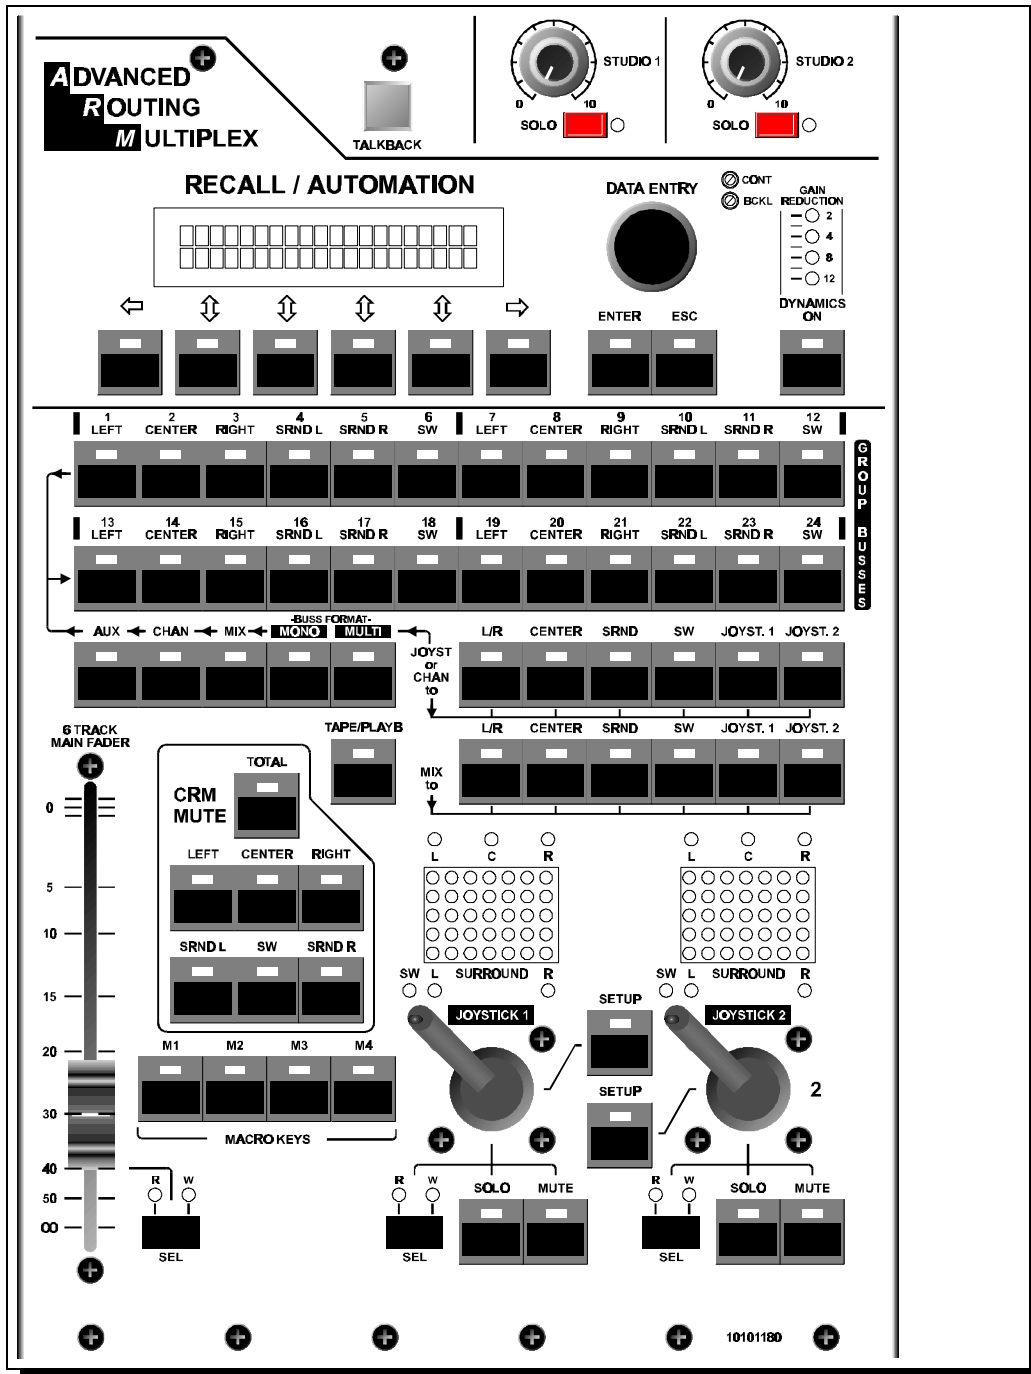 ADVANCED
ROUTING
MULTIPLEX
TALKBACK
STUDIO 1
0 10
SOLO
STUDIO 2
0 10
SOLO
RECALL / AUTOMATION
DATA ENTRY
CONT
BCKL
GAIN
REDUCTION
2
4
8
12
DYNAMICS
ON
ENTER ESC
1 2 3 4 5 6 7 8 9 10 11 12
LEFT CENTER RIGHT SRND L SRND R SW LEFT CENTER RIGHT SRND L SRND R SW
GROUP BUSSES
13 14 15 16 17 18 19 20 21 22 23 24
LEFT CENTER RIGHT SRND L SRND R SW LEFT CENTER RIGHT SRND L SRND R SW
-BUSS FORMAT-
AUX CHAN MIX MONO MULTI
JOYST
or
CHAN
to
L/R CENTER SRND SW JOYST. 1 JOYST. 2
TAPE/PLAYB
L/R CENTER SRND SW JOYST. 1 JOYST. 2
MIX
to
6 TRACK
MAIN FADER
0
5
10
15
20
30
40
50
OO
CRM
MUTE
TOTAL
LEFT CENTER RIGHT
SRND L SW SRND R
M1 M2 M3 M4
MACRO KEYS
R W
SEL
L C R
SW L SURROUND R
JOYSTICK 1
SETUP
SETUP
R W
SEL
SOLO MUTE
L C R
SW L SURROUND R
JOYSTICK 2
2
R W
SEL
SOLO MUTE
10101180